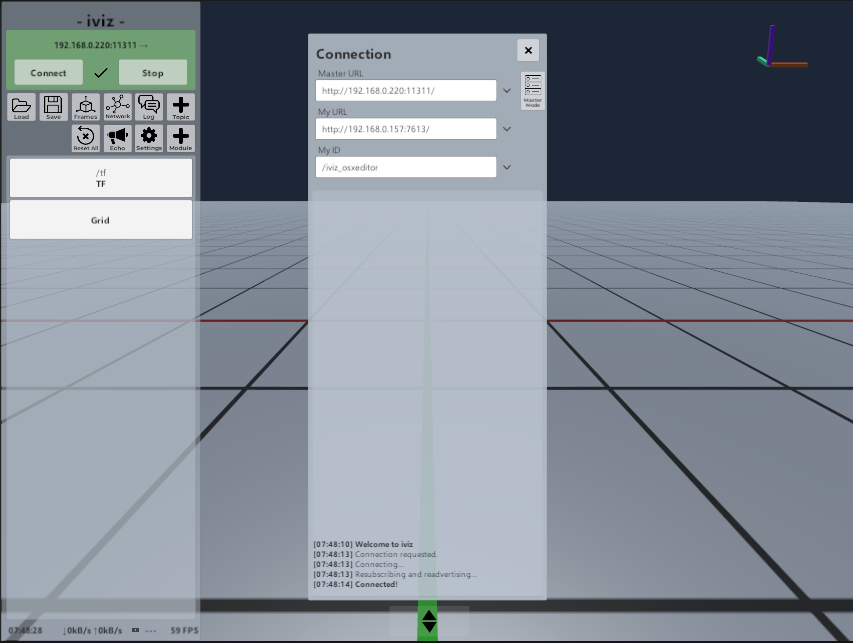 - iviz -
192.168.0.220:11311 →
Connect
Stop
Load
Save
Frames
Network
Log
Topic
Reset All
Echo
Settings
Module
/tf
TF
Grid
07:48:28
↓0kB/s ↑0kB/s
---
59 FPS
Connection
Master URL
http://192.168.0.220:11311/
Master
Mode
My URL
http://192.168.0.157:7613/
My ID
/iviz_osxeditor
[07:48:10] Welcome to iviz
[07:48:13] Connection requested.
[07:48:13] Connecting...
[07:48:13] Resubscribing and readvertising...
[07:48:14] Connected!